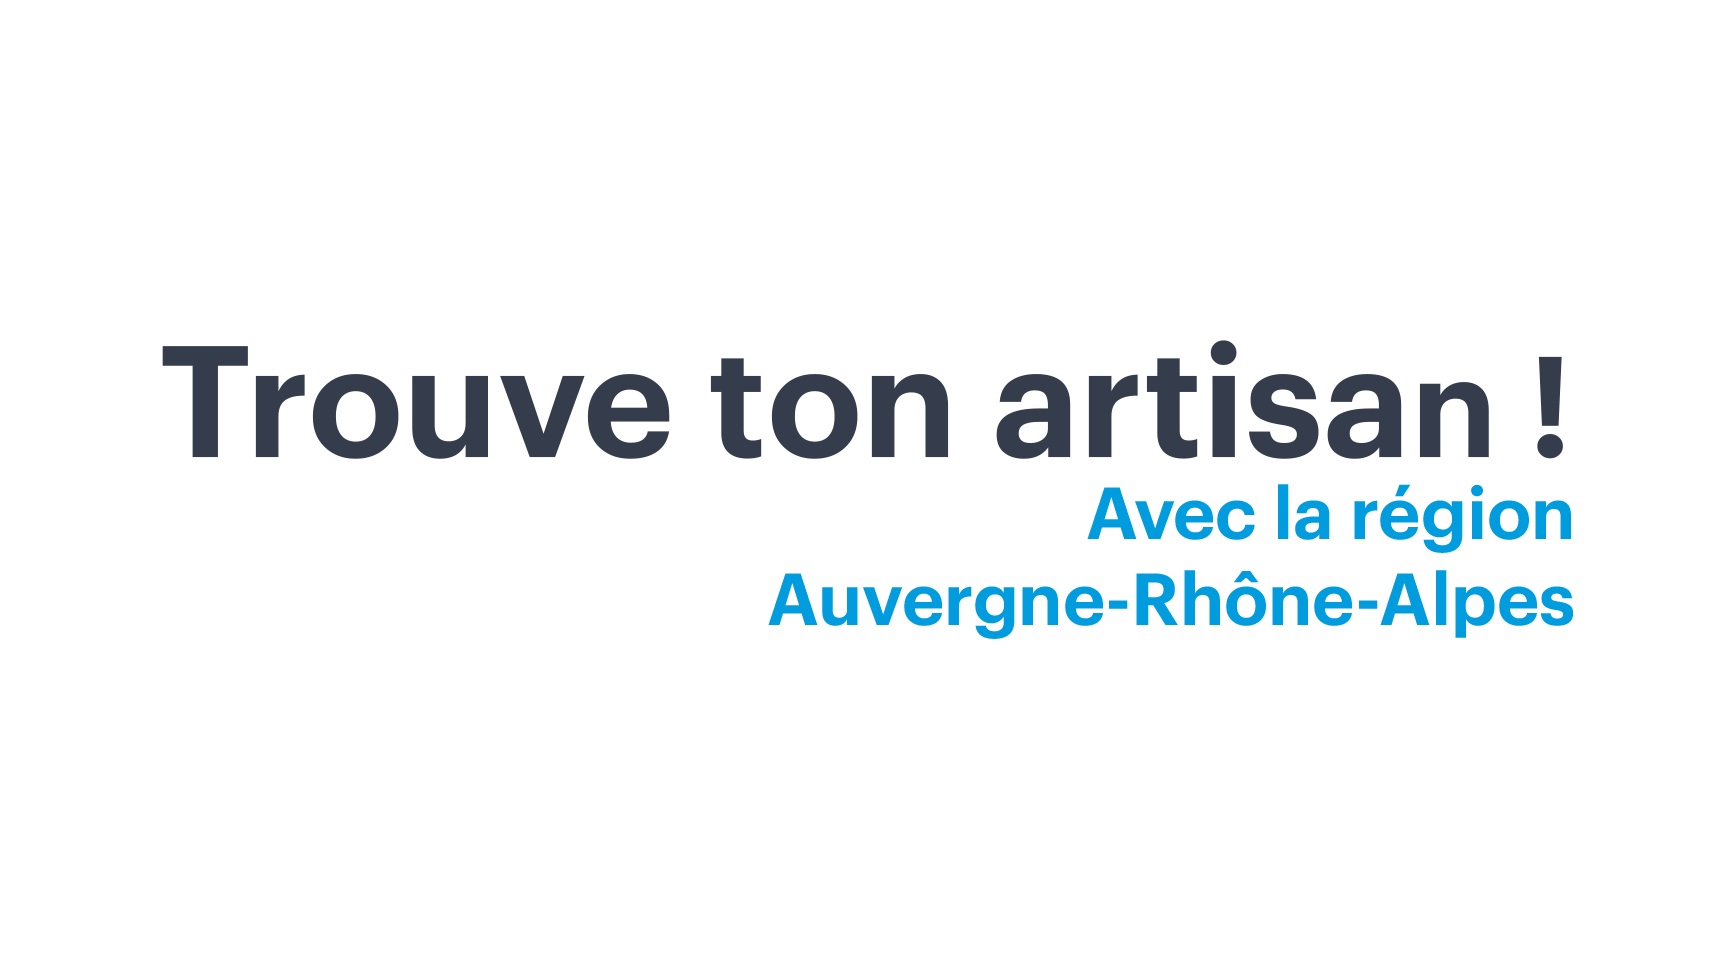 Trouve ton artisan !
Avec la région
Auvergne-Rhône-Alpes